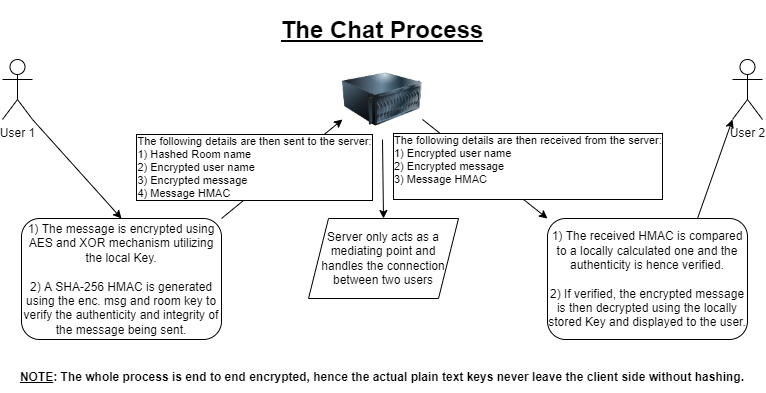 The Chat Process
User 1
User 2
The following details are then sent to the server:
1) Hashed Room name
2) Encrypted user name
3) Encrypted message
4) Message HMAC
The following details are then received from the server:
1) Encrypted user name
2) Encrypted message
3) Message HMAC
1) The message is encrypted using
AES and XOR mechanism utilizing
the local Key.
2) A SHA-256 HMAC is generated
using the enc. msg and room key to
verify the authenticity and integrity of
the message being sent.
Server only acts as a
mediating point and
handles the connection
between two users
1) The received HMAC is compared
to a locally calculated one and the
authenticity is hence verified.
2) If verified, the encrypted message
is then decrypted using the locally
stored Key and displayed to the user.
NOTE: The whole process is end to end encrypted, hence the actual plain text keys never leave the client side without hashing.